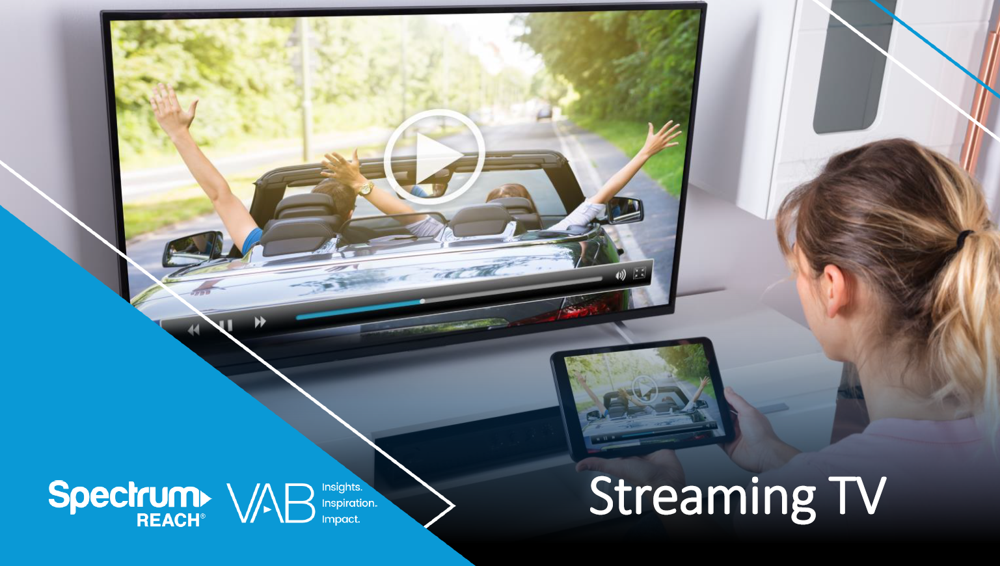 Spectrum
REACH®
VAB
Insights.
Inspiration.
Impact.
Streaming TV